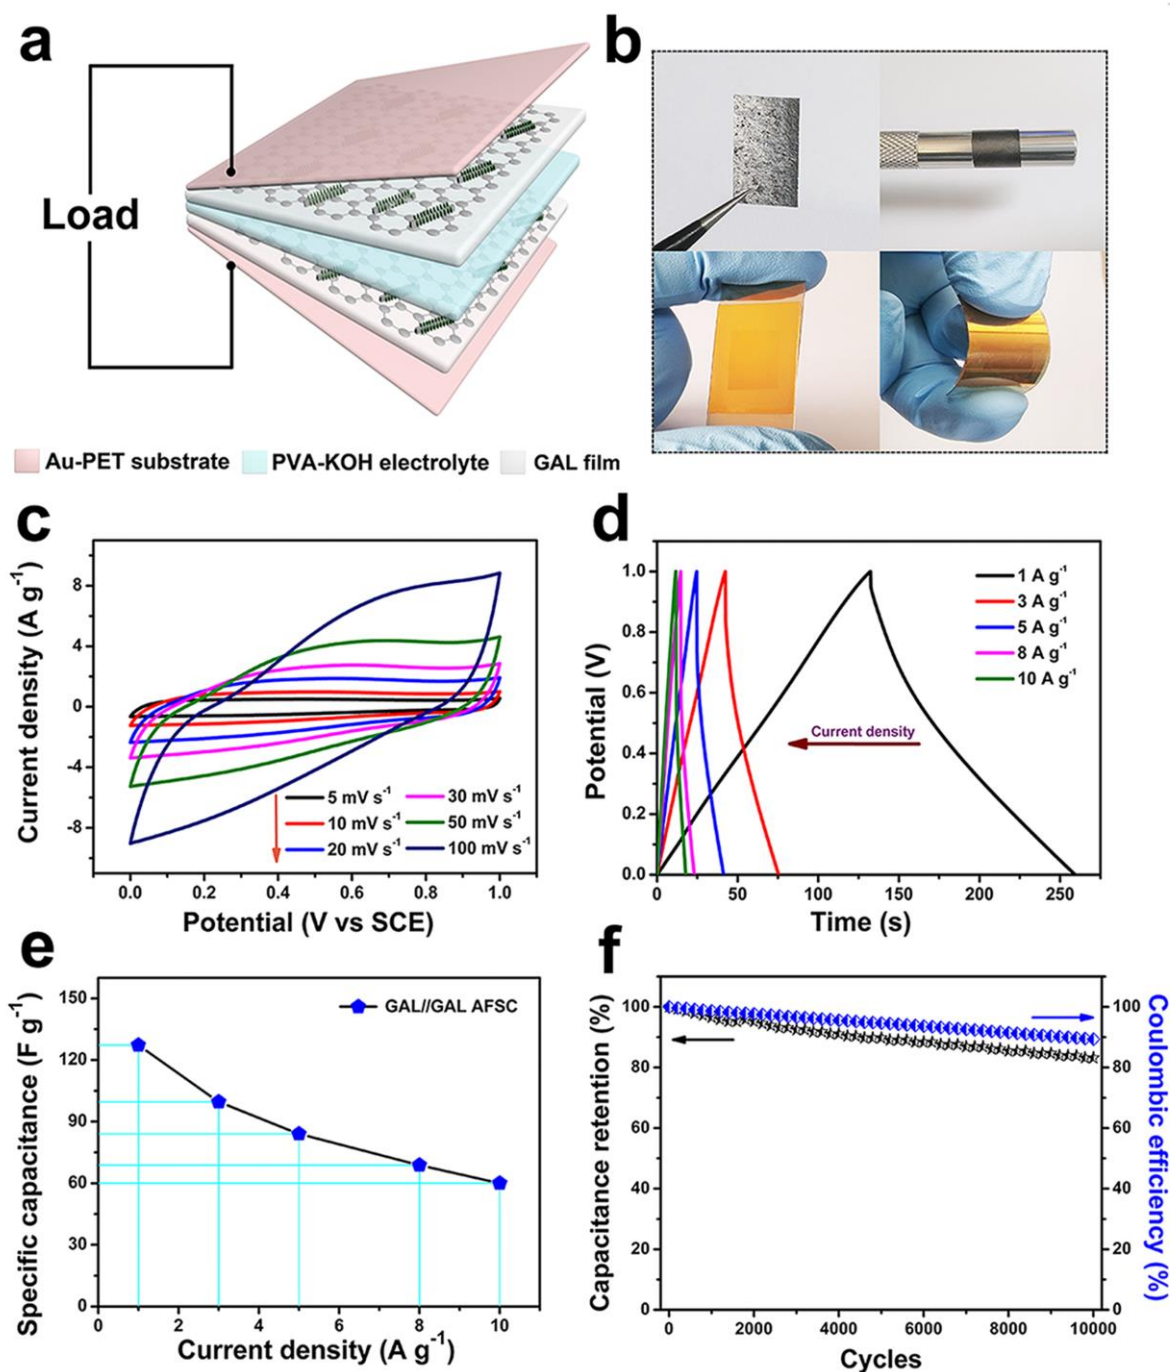 a
b
Load
Au-PET substrate
PVA-KOH electrolyte
GAL film
c
Current density (A g⁻¹)
8
4
0
-4
-8
5 mV s⁻¹
10 mV s⁻¹
20 mV s⁻¹
30 mV s⁻¹
50 mV s⁻¹
100 mV s⁻¹
0.0 0.2 0.4 0.6 0.8 1.0
Potential (V vs SCE)
d
Potential (V)
1.0
0.8
0.6
0.4
0.2
0.0
1 A g⁻¹
3 A g⁻¹
5 A g⁻¹
8 A g⁻¹
10 A g⁻¹
Current density
0 50 100 150 200 250
Time (s)
e
Specific capacitance (F g⁻¹)
150
120
90
60
30
0
GAL//GAL AFSC
0 2 4 6 8 10
Current density (A g⁻¹)
f
Capacitance retention (%)
100
80
60
40
20
0
100
80
60
40
20
0
Coulombic efficiency (%)
0 2000 4000 6000 8000 10000
Cycles